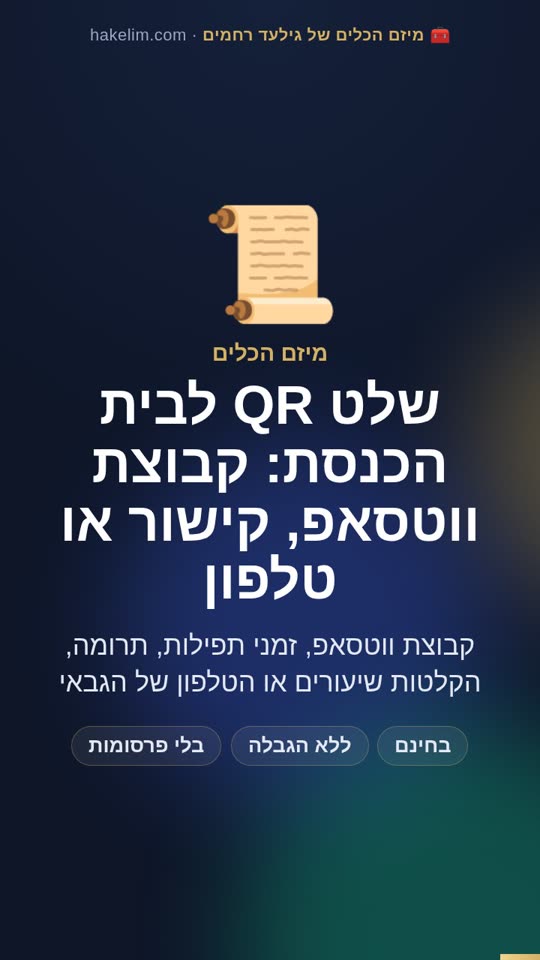 🧰 מיזם הכלים של גילעד רחמים · hakelim.com
מיזם הכלים
שלט QR לבית
הכנסת: קבוצת
ווטסאפ, קישור או
טלפון
קבוצת ווטסאפ, זמני תפילות, תרומה,
הקלטות שיעורים או הטלפון של הגבאי
בחינם
ללא הגבלה
בלי פרסומות